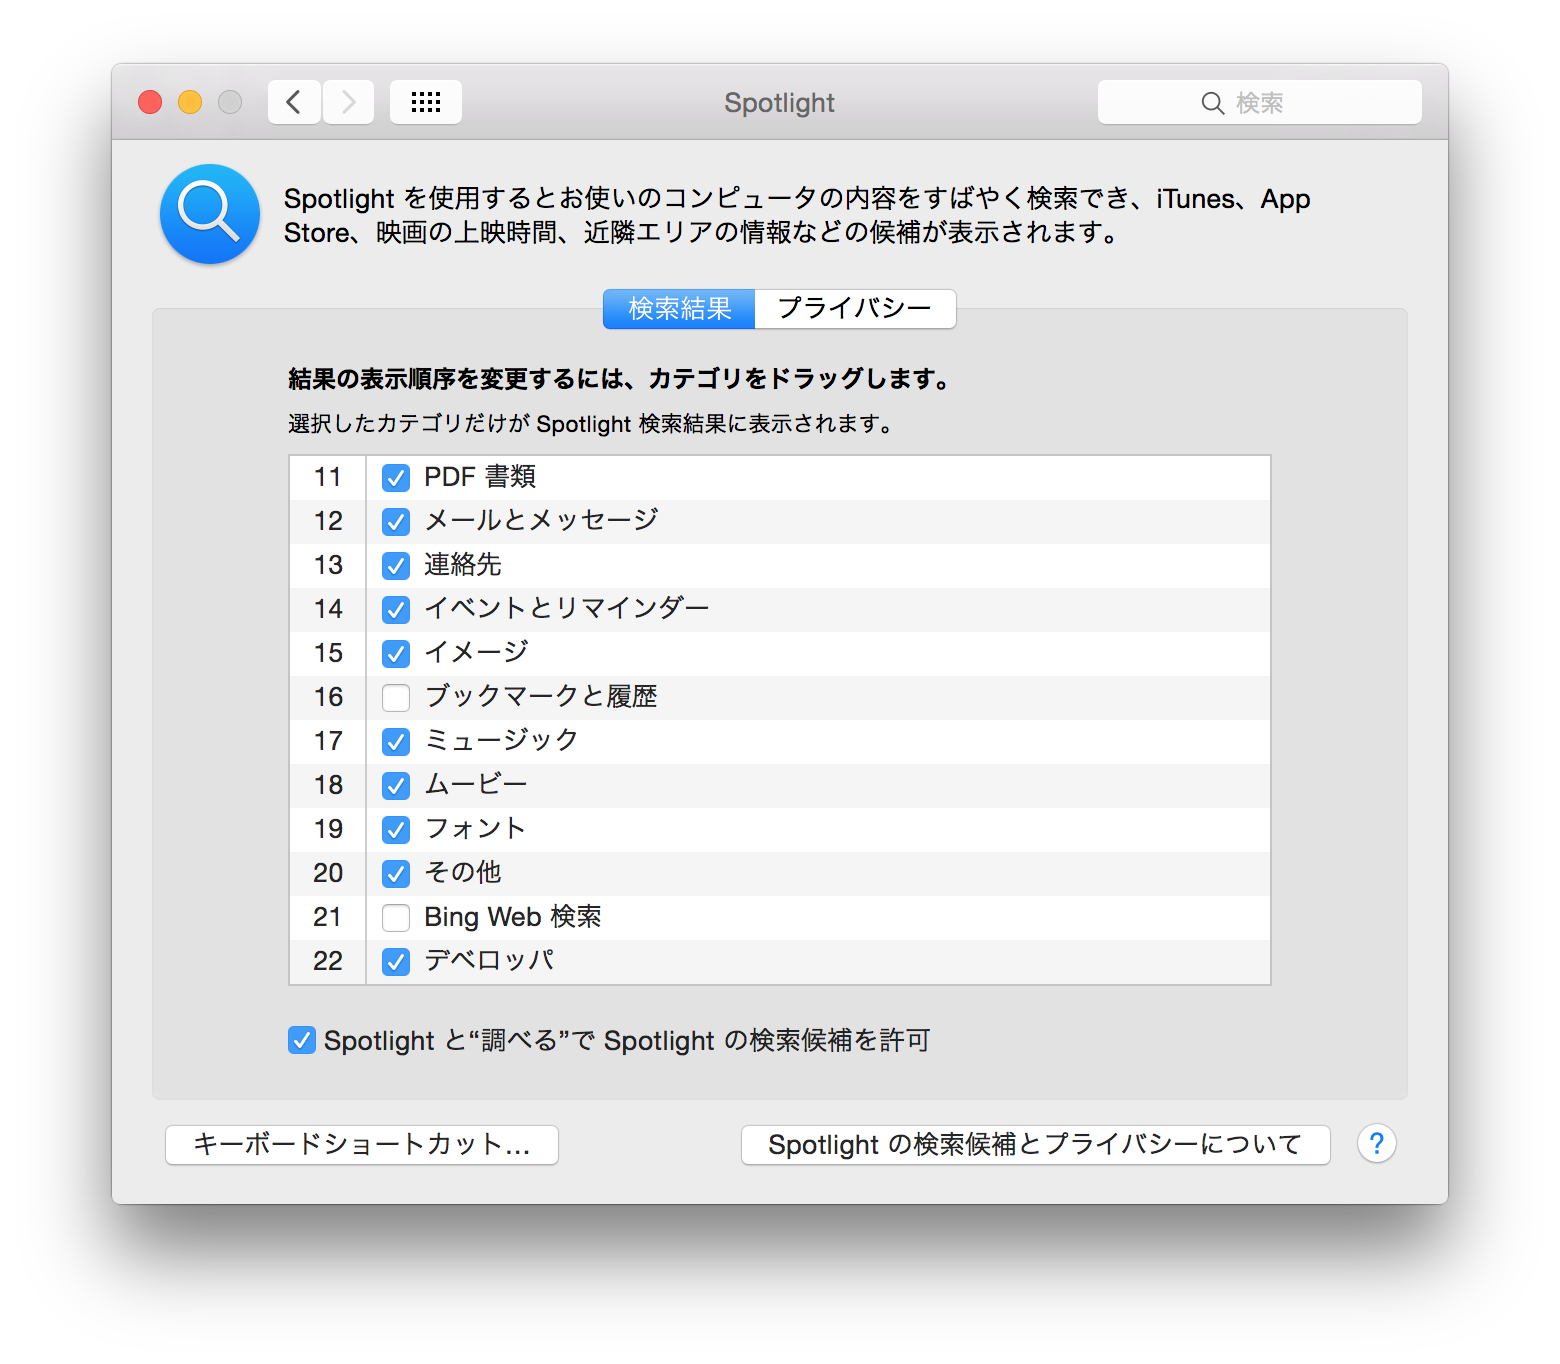 Spotlight
検索
Spotlight を使用するとお使いのコンピュータの内容をすばやく検索でき、iTunes、App
Store、映画の上映時間、近隣エリアの情報などの候補が表示されます。
検索結果 プライバシー
結果の表示順序を変更するには、カテゴリをドラッグします。
選択したカテゴリだけが Spotlight 検索結果に表示されます。
11 PDF 書類
12 メールとメッセージ
13 連絡先
14 イベントとリマインダー
15 イメージ
16 ブックマークと履歴
17 ミュージック
18 ムービー
19 フォント
20 その他
21 Bing Web 検索
22 デベロッパ
Spotlight と“調べる”で Spotlight の検索候補を許可
キーボードショートカット...
Spotlight の検索候補とプライバシーについて
?